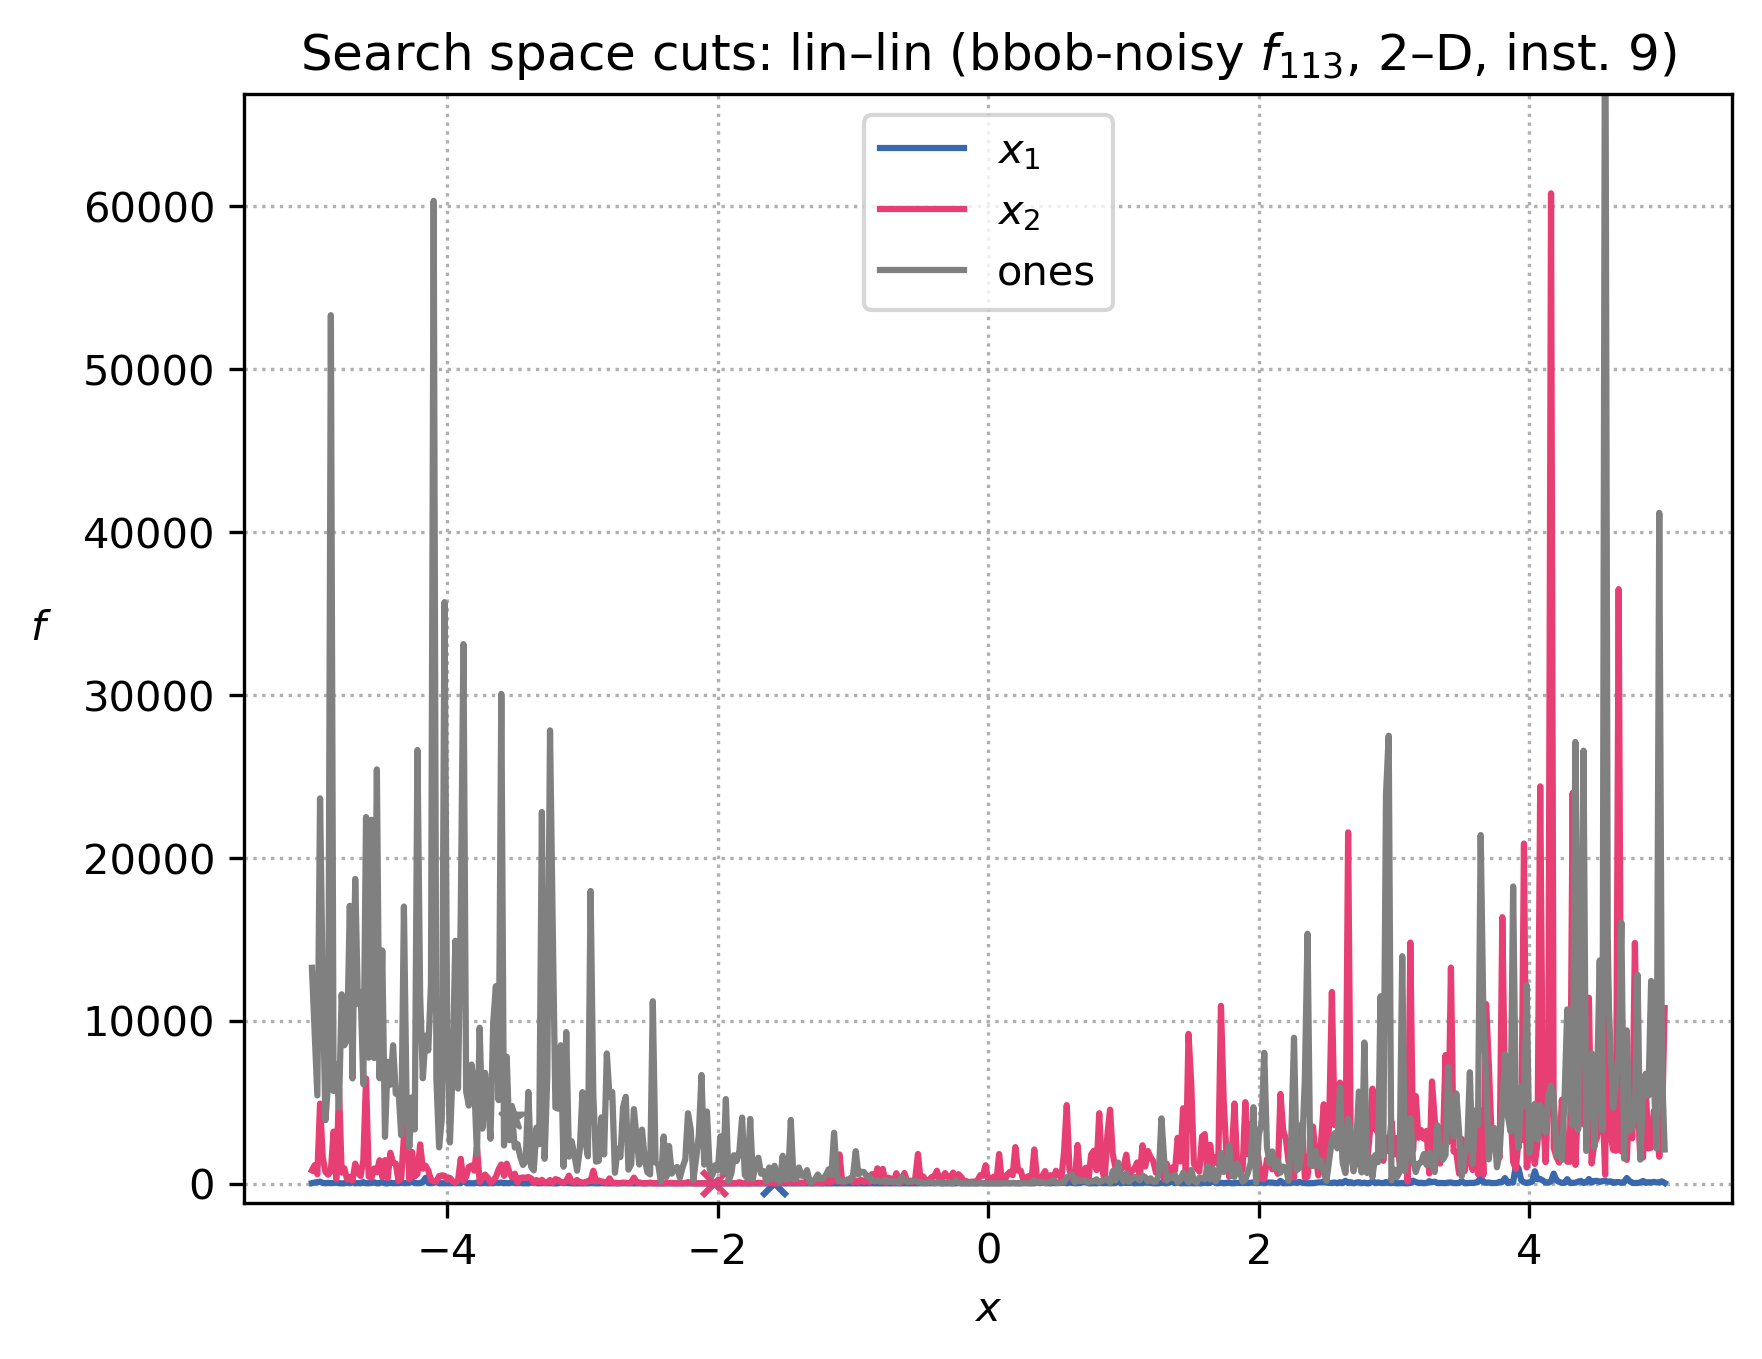 Search space cuts: lin–lin (bbob-noisy f₁₁₃, 2–D, inst. 9)
x₁
x₂
ones
60000
50000
40000
30000
20000
10000
0
f
−4 −2 0 2 4
x